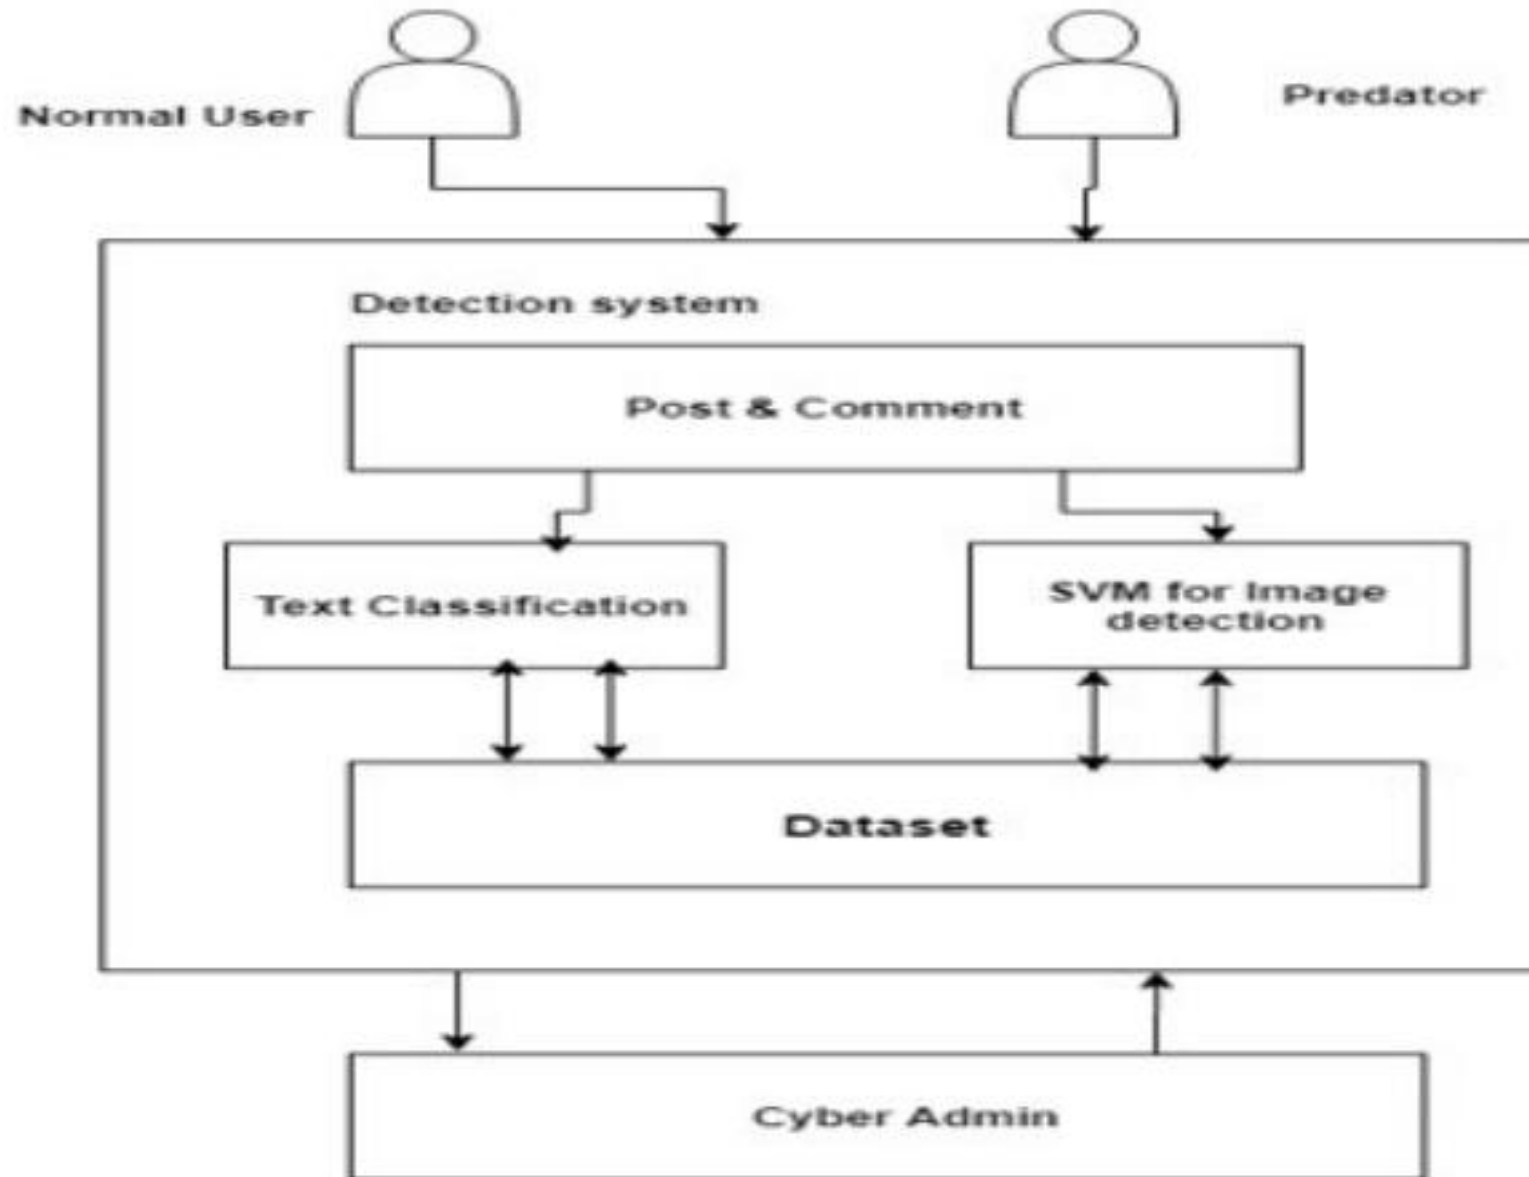 Normal User
Predator
Detection system
Post & Comment
Text Classification
SVM for Image
detection
Dataset
Cyber Admin